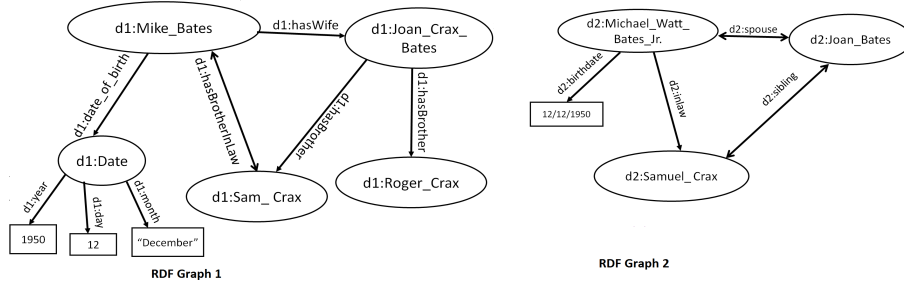 d1:Mike_Bates
d1:hasWife
d1:Joan_Crax_
Bates
d1:date_of_birth
d1:hasBrotherInLaw
d1:hasBrother
d1:hasBrother
d1:Date
d1:Sam_ Crax
d1:Roger_Crax
d1:year
d1:day
d1:month
1950
12
“December”
RDF Graph 1
d2:Michael_Watt_
Bates_Jr.
d2:spouse
d2:Joan_Bates
d2:birthdate
d2:inlaw
d2:sibling
12/12/1950
d2:Samuel_ Crax
RDF Graph 2